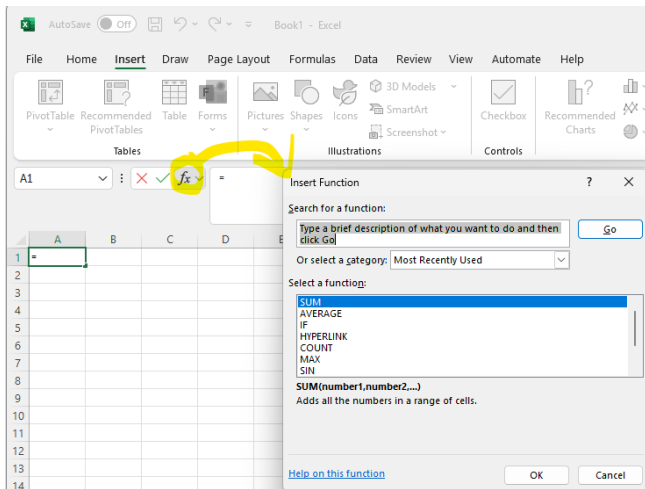 AutoSave Off Book1 - Excel
File Home Insert Draw Page Layout Formulas Data Review View Automate Help
PivotTable Recommended PivotTables Table Forms Pictures Shapes Icons 3D Models SmartArt Screenshot Checkbox Recommended Charts
Tables Illustrations Controls
A1 fx =
Insert Function ? X
Search for a function:
Type a brief description of what you want to do and then
click Go
Go
Or select a category: Most Recently Used
Select a function:
SUM
AVERAGE
IF
HYPERLINK
COUNT
MAX
SIN
SUM(number1,number2,...)
Adds all the numbers in a range of cells.
Help on this function OK Cancel
A B C D E
1 =
2
3
4
5
6
7
8
9
10
11
12
13
14